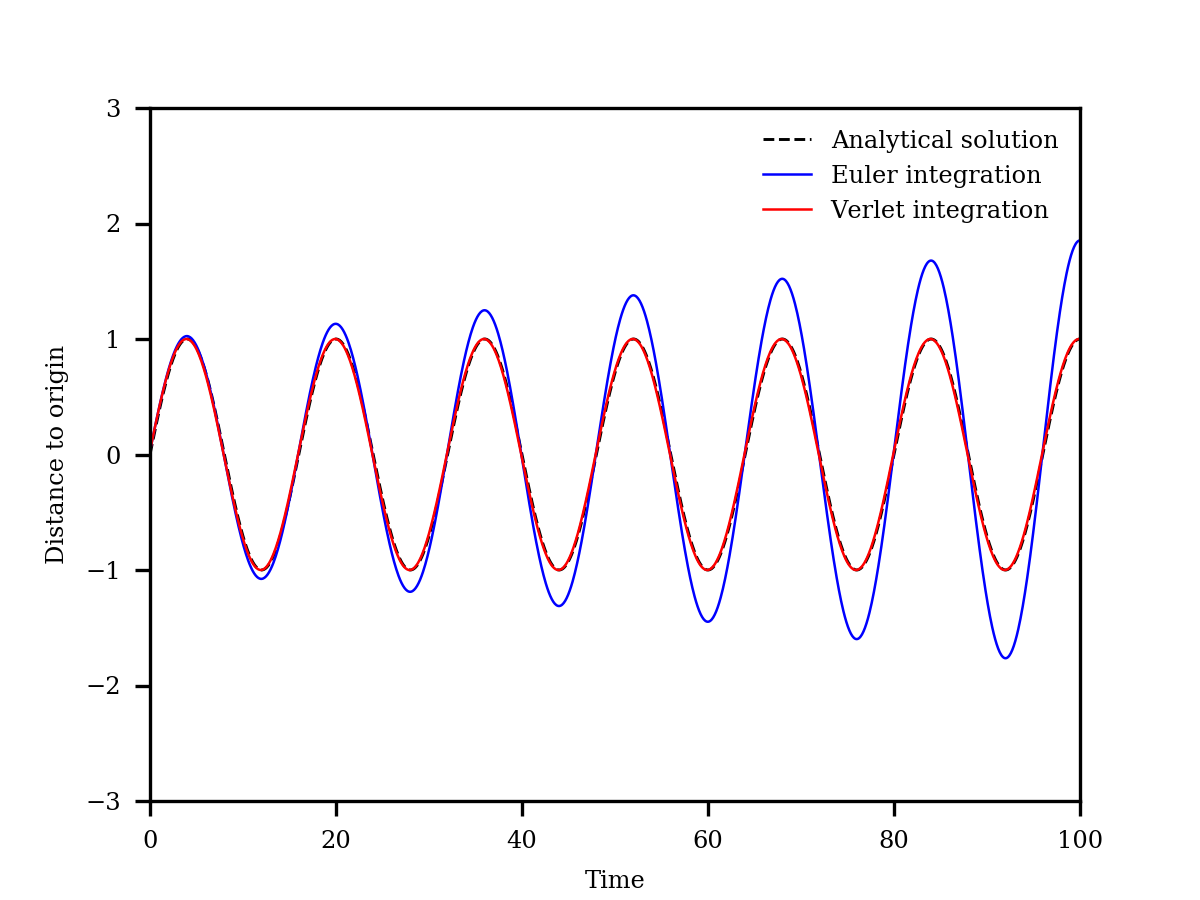 3
2
1
0
−1
−2
−3
Distance to origin
Analytical solution
Euler integration
Verlet integration
0 20 40 60 80 100
Time